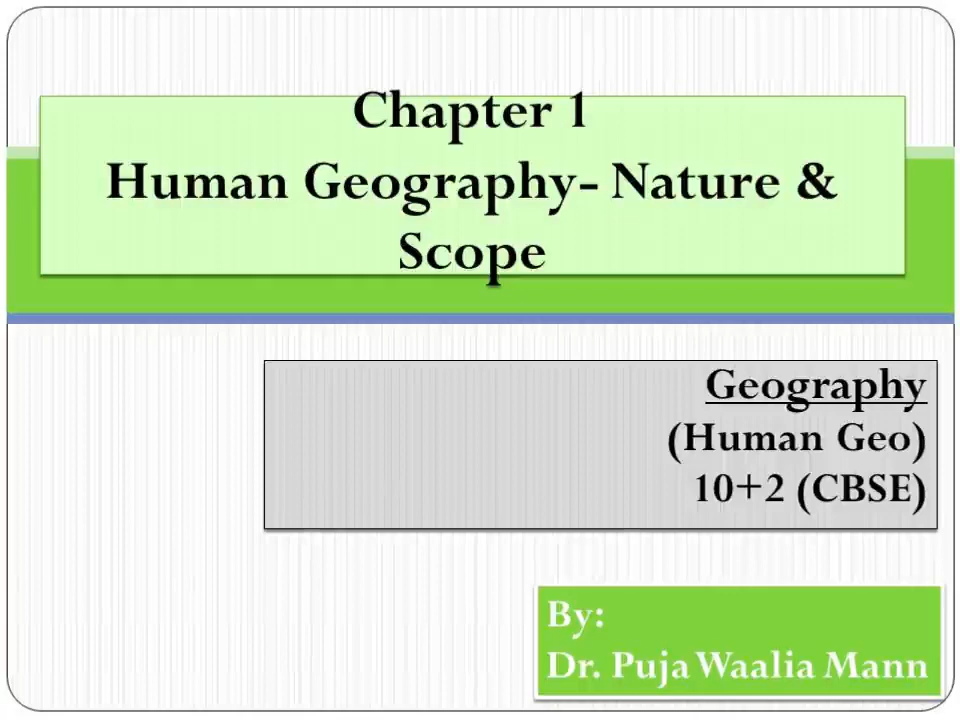 Chapter 1
Human Geography- Nature &
Scope
Geography
(Human Geo)
10+2 (CBSE)
By:
Dr. Puja Waalia Mann